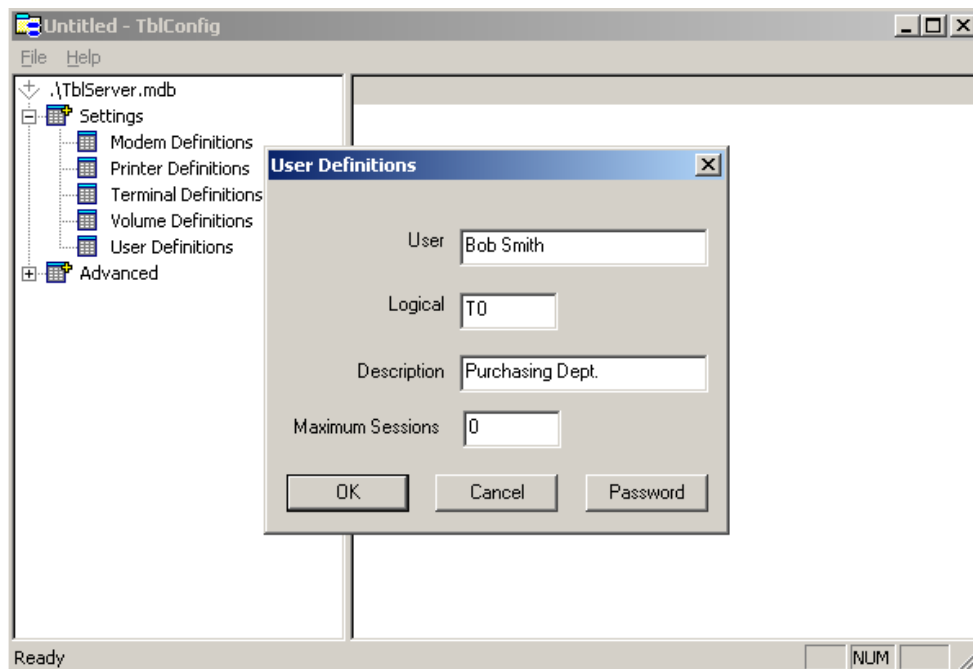 Untitled - TblConfig
File Help
.\TblServer.mdb
Settings
Modem Definitions
Printer Definitions
Terminal Definitions
Volume Definitions
User Definitions
Advanced
User Definitions
User Bob Smith
Logical T0
Description Purchasing Dept.
Maximum Sessions 0
OK Cancel Password
Ready NUM